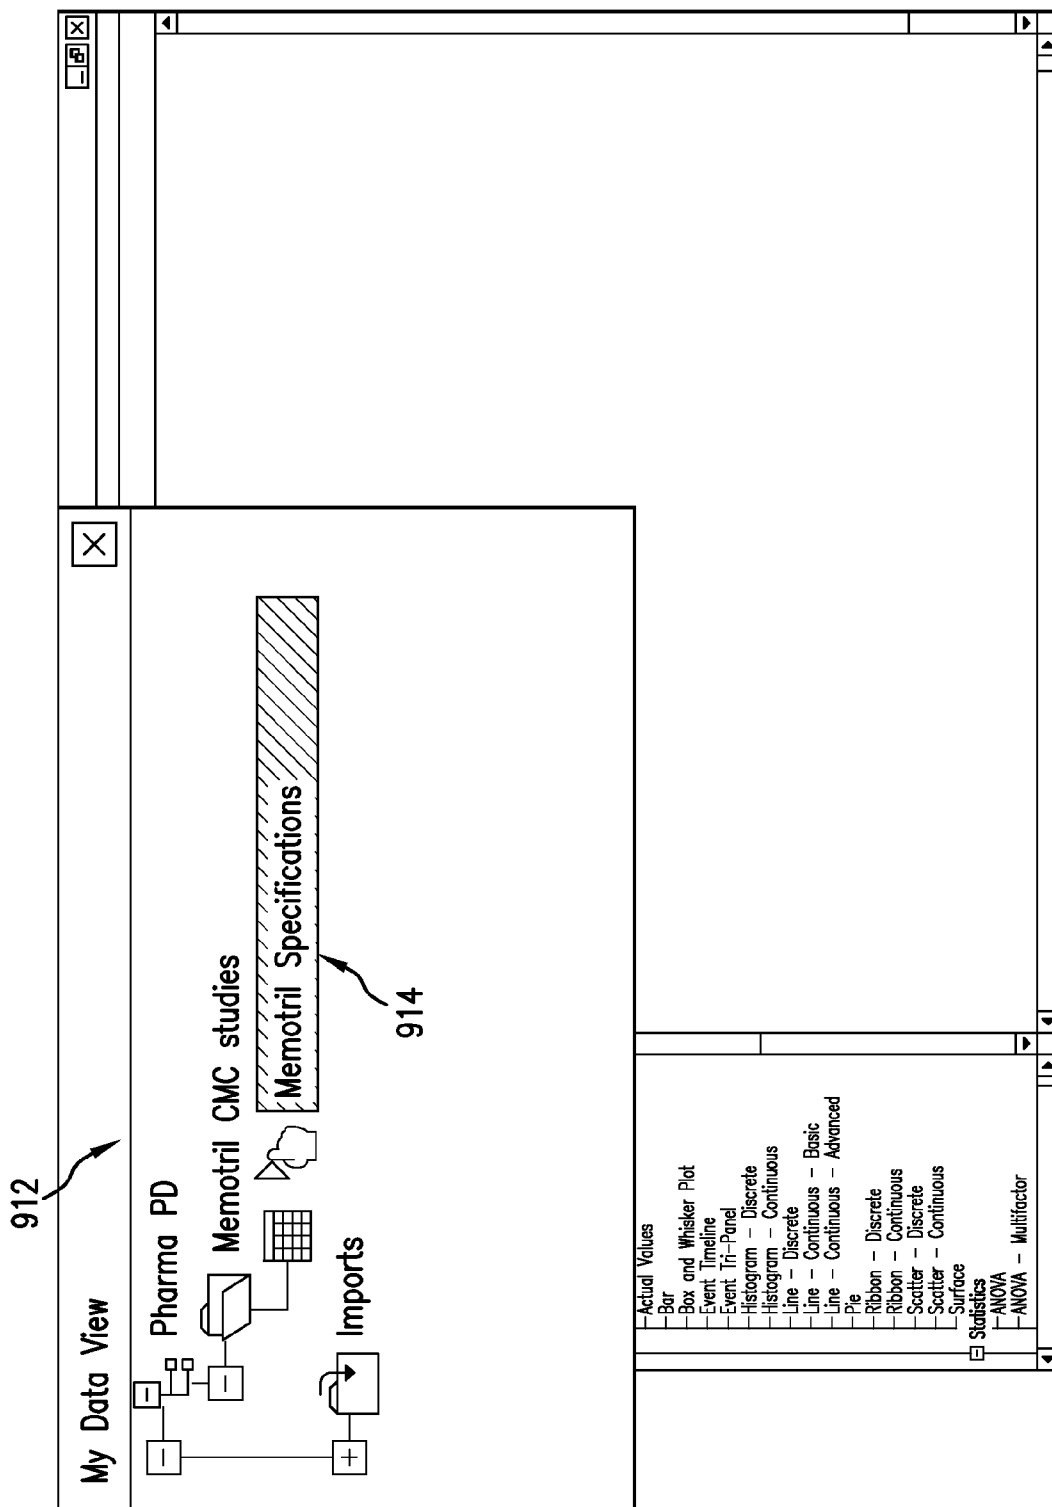 912
My Data View
Pharma PD
Memotril CMC studies
Memotril Specifications
914
Imports
Actual Values
Bar
Box and Whisker Plot
Event Timeline
Event Tri-Panel
Histogram - Discrete
Histogram - Continuous
Line - Discrete
Line - Continuous - Basic
Line - Continuous - Advanced
Pie
Ribbon - Discrete
Ribbon - Continuous
Scatter - Discrete
Scatter - Continuous
Surface
Statistics
ANOVA
ANOVA - Multifactor